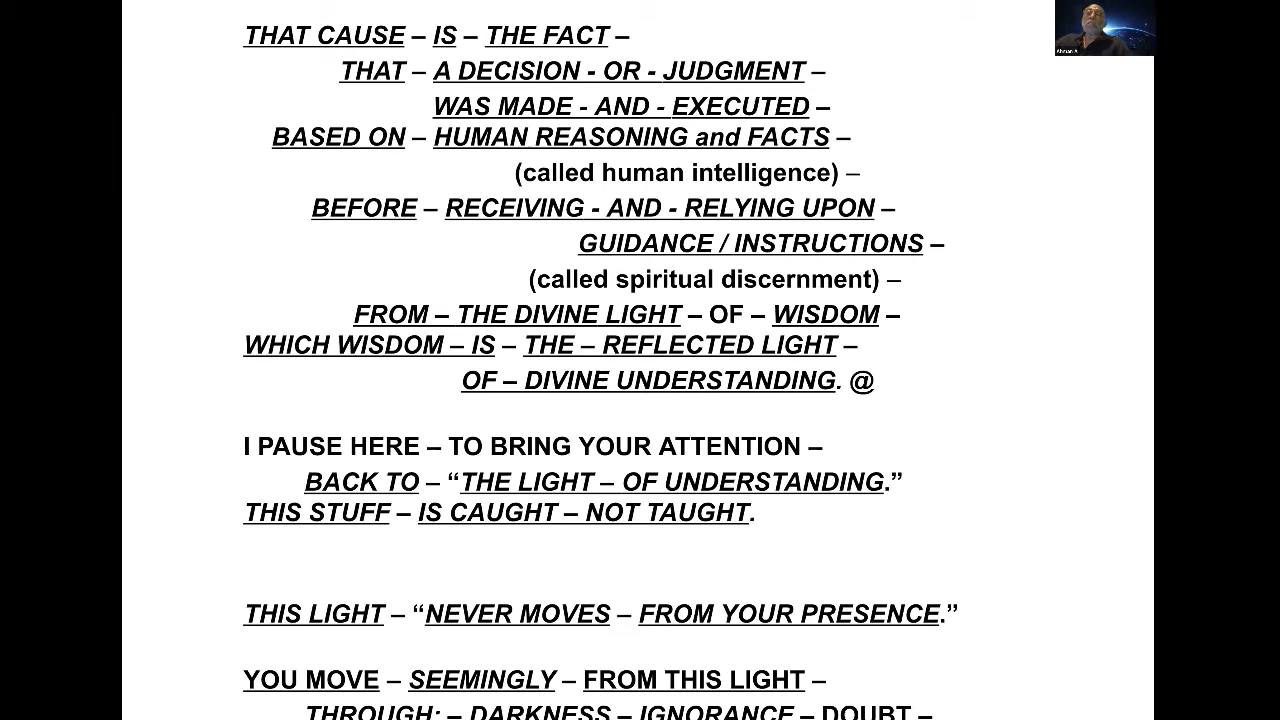 THAT CAUSE – IS – THE FACT –
THAT – A DECISION - OR - JUDGMENT –
WAS MADE - AND - EXECUTED –
BASED ON – HUMAN REASONING and FACTS –
(called human intelligence) –
BEFORE – RECEIVING - AND - RELYING UPON –
GUIDANCE / INSTRUCTIONS –
(called spiritual discernment) –
FROM – THE DIVINE LIGHT – OF – WISDOM –
WHICH WISDOM – IS – THE – REFLECTED LIGHT –
OF – DIVINE UNDERSTANDING. @
I PAUSE HERE – TO BRING YOUR ATTENTION –
BACK TO – “THE LIGHT – OF UNDERSTANDING.”
THIS STUFF – IS CAUGHT – NOT TAUGHT.
THIS LIGHT – “NEVER MOVES – FROM YOUR PRESENCE.”
YOU MOVE – SEEMINGLY – FROM THIS LIGHT –
THROUGH: – DARKNESS – IGNORANCE – DOUBT –